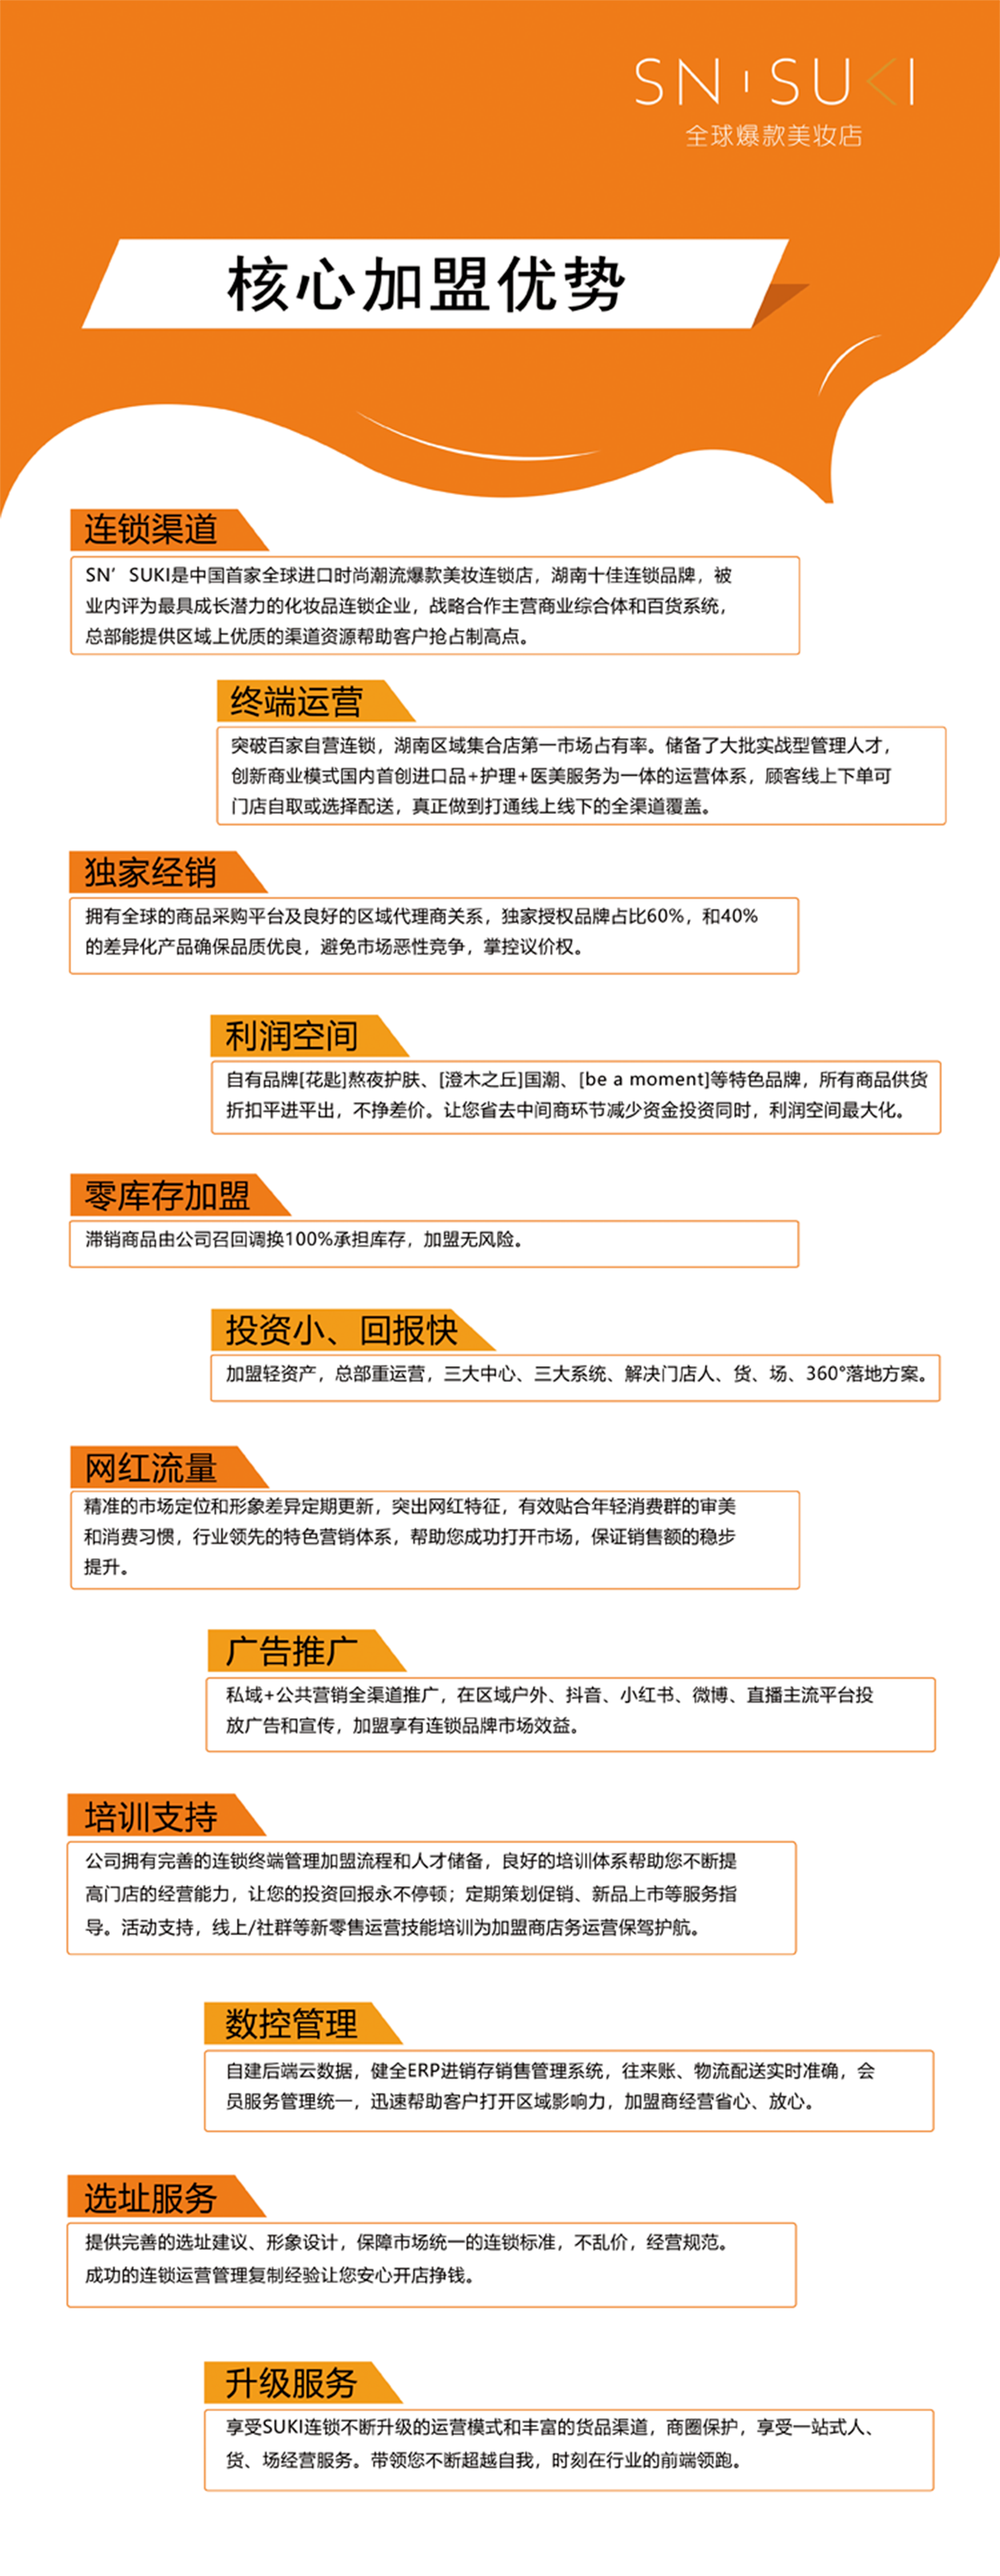 SN'SUKI
全球爆款美妆店
核心加盟优势
连锁渠道
SN’SUKI是中国首家全球进口时尚潮流爆款美妆连锁店，湖南十佳连锁品牌，被
业内评为最具成长潜力的化妆品连锁企业，战略合作主营商业综合体和百货系统，
总部能提供区域上优质的渠道资源帮助客户抢占制高点。
终端运营
突破百家自营连锁，湖南区域集合店第一市场占有率。储备了大批实战型管理人才，
创新商业模式国内首创进口品+护理+医美服务为一体的运营体系，顾客线上下单可
门店自取或选择配送，真正做到打通线上线下的全渠道覆盖。
独家经销
拥有全球的商品采购平台及良好的区域代理商关系，独家授权品牌占比60%，和40%
的差异化产品确保品质优良，避免市场恶性竞争，掌控议价权。
利润空间
自有品牌[花匙]熬夜护肤、[澄木之丘]国潮、[be a moment]等特色品牌，所有商品供货
折扣平进平出，不挣差价。让您省去中间商环节减少资金投资同时，利润空间最大化。
零库存加盟
滞销商品由公司召回调换100%承担库存，加盟无风险。
投资小、回报快
加盟轻资产，总部重运营，三大中心、三大系统、解决门店人、货、场、360°落地方案。
网红流量
精准的市场定位和形象差异定期更新，突出网红特征，有效贴合年轻消费群的审美
和消费习惯，行业领先的特色营销体系，帮助您成功打开市场，保证销售额的稳步
提升。
广告推广
私域+公共营销全渠道推广，在区域户外、抖音、小红书、微博、直播主流平台投
放广告和宣传，加盟享有连锁品牌市场效益。
培训支持
公司拥有完善的连锁终端管理加盟流程和人才储备，良好的培训体系帮助您不断提
高门店的经营能力，让您的投资回报永不停顿；定期策划促销、新品上市等服务指
导。活动支持，线上/社群等新零售运营技能培训为加盟商店务运营保驾护航。
数控管理
自建后端云数据，健全ERP进销存销售管理系统，往来账、物流配送实时准确，会
员服务管理统一，迅速帮助客户打开区域影响力，加盟商经营省心、放心。
选址服务
提供完善的选址建议、形象设计，保障市场统一的连锁标准，不乱价，经营规范。
成功的连锁运营管理复制经验让您安心开店挣钱。
升级服务
享受SUKI连锁不断升级的运营模式和丰富的货品渠道，商圈保护，享受一站式人、
货、场经营服务。带领您不断超越自我，时刻在行业的前端领跑。